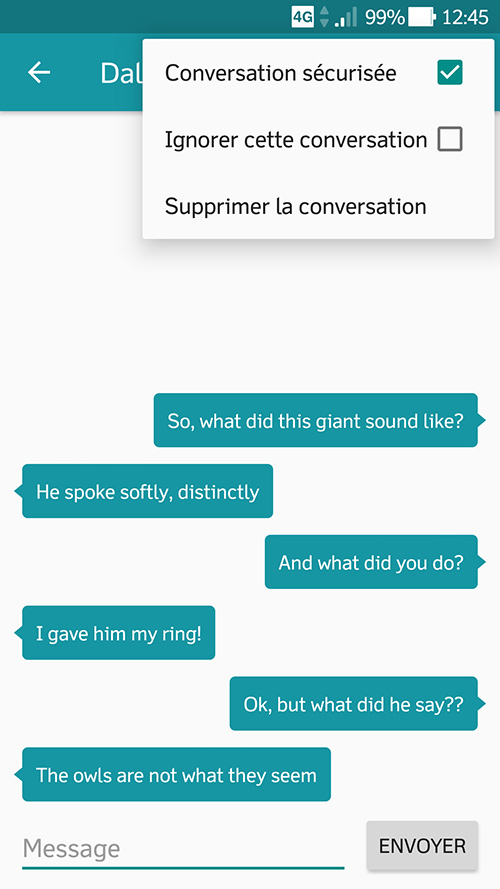 4G 99% 12:45
Dal
Conversation sécurisée
Ignorer cette conversation
Supprimer la conversation
So, what did this giant sound like?
He spoke softly, distinctly
And what did you do?
I gave him my ring!
Ok, but what did he say??
The owls are not what they seem
Message
ENVOYER